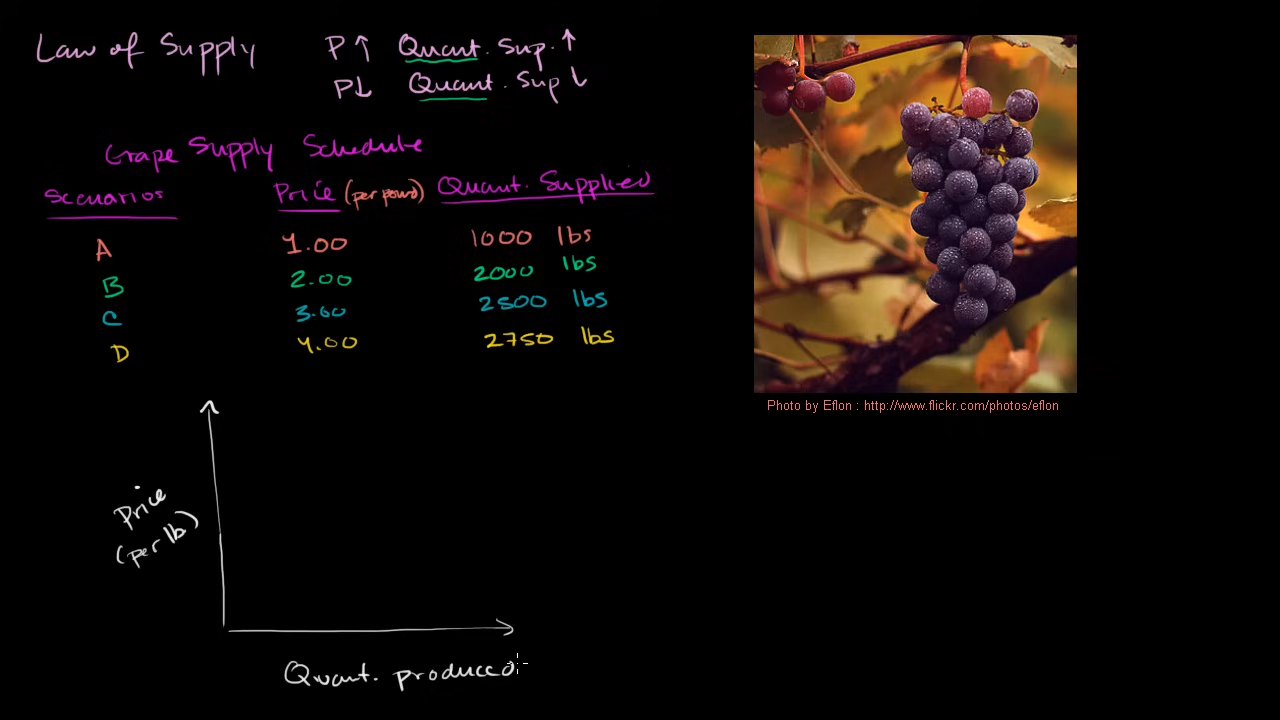 Law of Supply P↑ Quant. Sup. ↑
P↓ Quant. Sup ↓
Grape Supply Schedule
Scenarios Price (per pound) Quant. Supplied
A 1.00 1000 lbs
B 2.00 2000 lbs
C 3.00 2500 lbs
D 4.00 2750 lbs
Photo by Eflon : http://www.flickr.com/photos/eflon
Price
(per lb)
Quant. produced